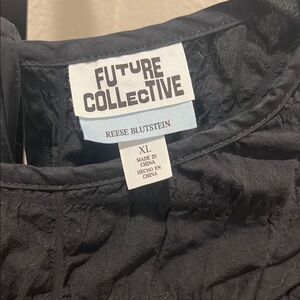 FUTURE
COLLECTIVE
REESE BLUTSTEIN
XL
MADE IN
CHINA
HECHO EN
CHINA